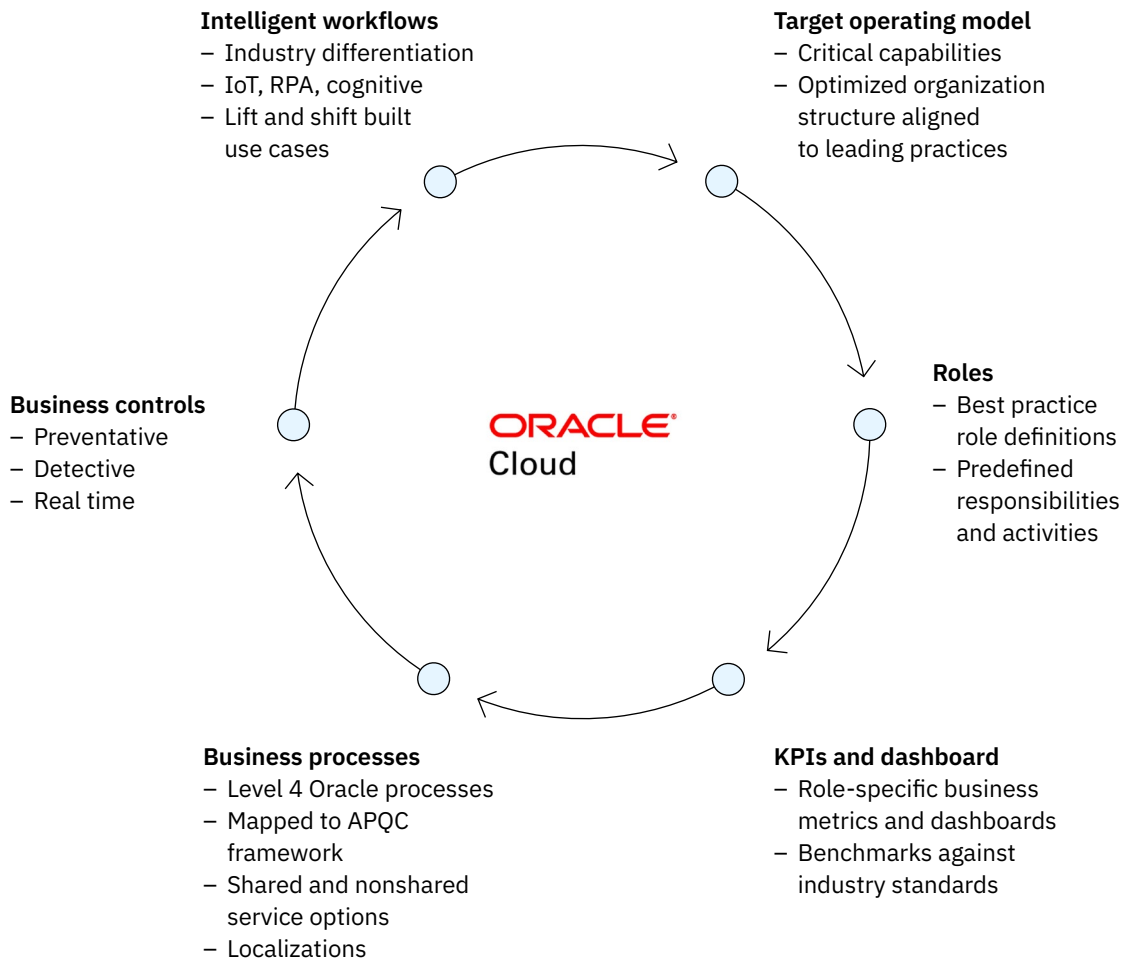 Intelligent workflows
– Industry differentiation
– IoT, RPA, cognitive
– Lift and shift built
use cases
Target operating model
– Critical capabilities
– Optimized organization
structure aligned
to leading practices
Roles
– Best practice
role definitions
– Predefined
responsibilities
and activities
Business controls
– Preventative
– Detective
– Real time
ORACLE®
Cloud
Business processes
– Level 4 Oracle processes
– Mapped to APQC
framework
– Shared and nonshared
service options
– Localizations
KPIs and dashboard
– Role-specific business
metrics and dashboards
– Benchmarks against
industry standards